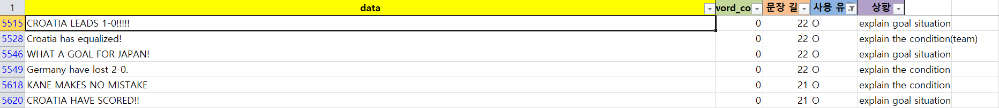 1 data word_co 문장 길 사용 유 상황
5515 CROATIA LEADS 1-0!!!!! 0 22 O explain goal situation
5528 Croatia has equalized! 0 22 O explain the condition(team)
5546 WHAT A GOAL FOR JAPAN! 0 22 O explain goal situation
5549 Germany have lost 2-0. 0 22 O explain the condition
5618 KANE MAKES NO MISTAKE 0 21 O explain the condition
5620 CROATIA HAVE SCORED!! 0 21 O explain goal situation